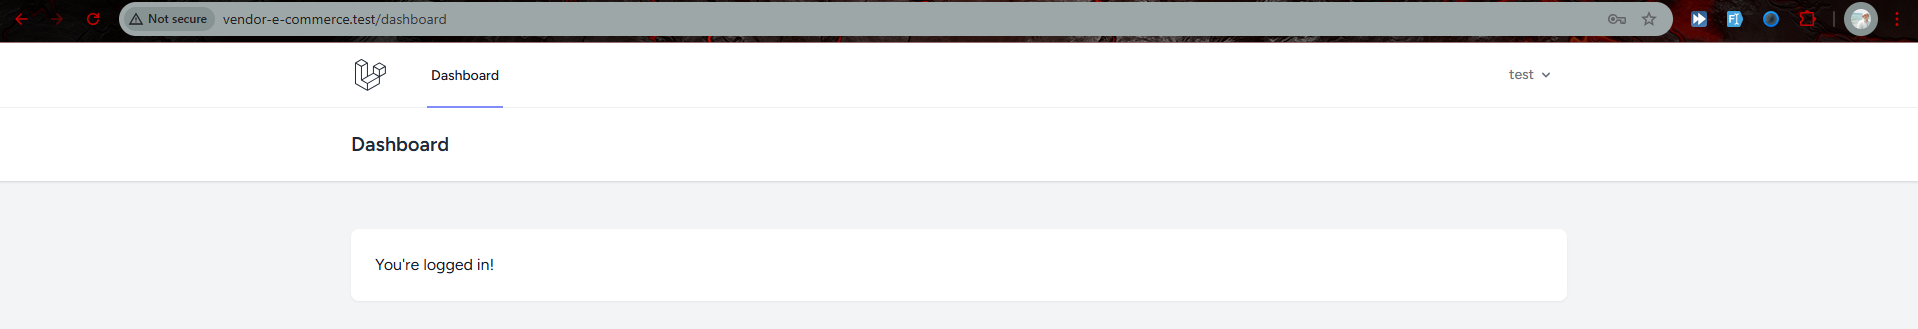 Not secure
vendor-e-commerce.test/dashboard
Dashboard
test
Dashboard
You're logged in!